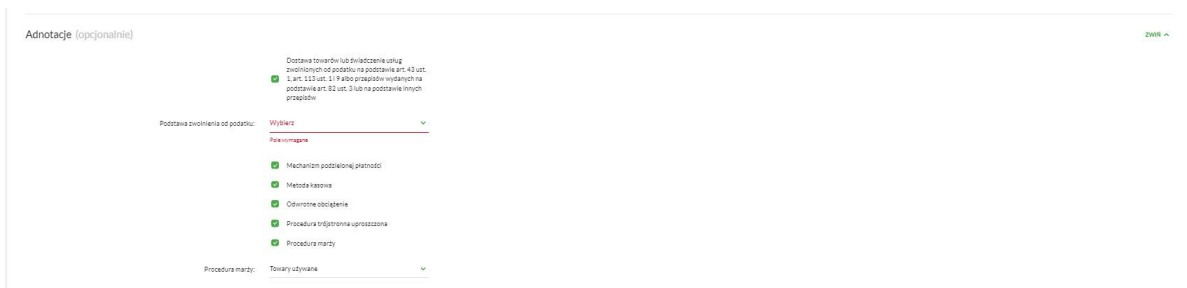 Adnotacje (opcjonalnie)
ZWIŃ
Dostawa towarów lub świadczenie usług
zwolnionych od podatku na podstawie art. 43 ust.
1, art. 113 ust. 1 i 9 albo przepisów wydanych na
podstawie art. 82 ust. 3 lub na podstawie innych
przepisów
Podstawa zwolnienia od podatku:
Wybierz
Pole wymagane
Mechanizm podzielonej płatności
Metoda kasowa
Odwrotne obciążenie
Procedura trójstronna uproszczona
Procedura marży
Procedura marży:
Towary używane